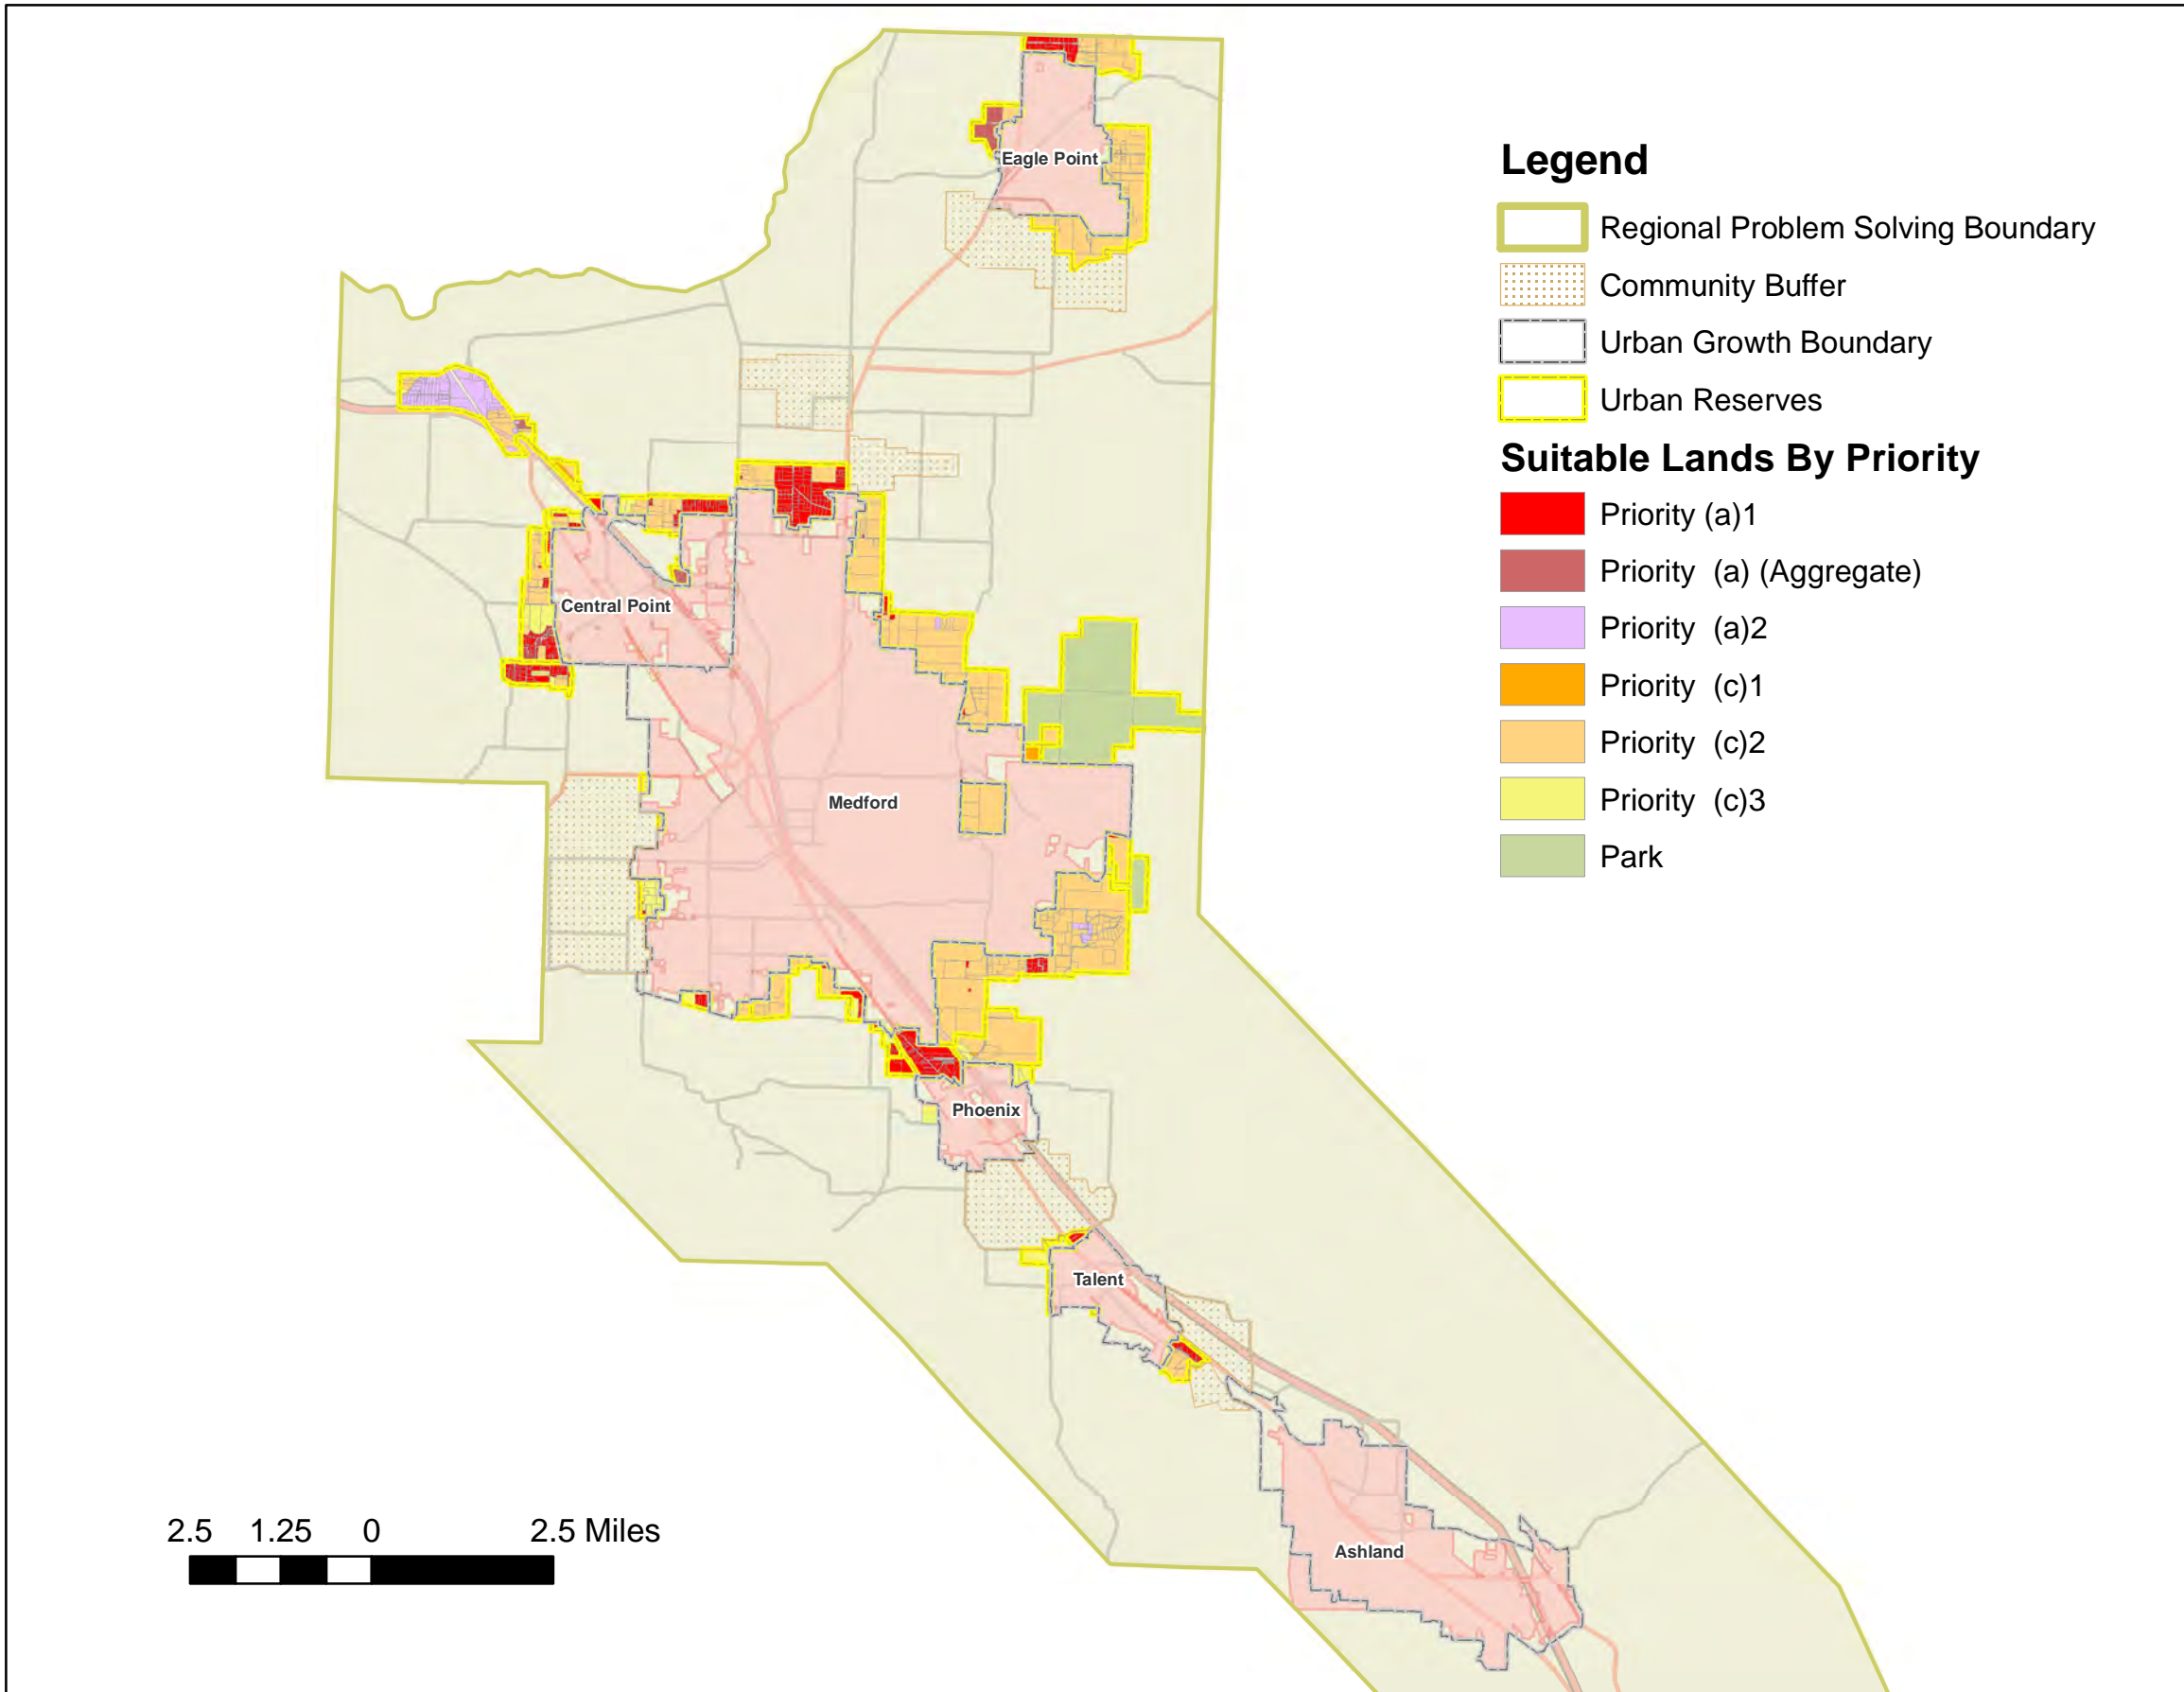 Eagle Point
Legend
Regional Problem Solving Boundary
Community Buffer
Urban Growth Boundary
Urban Reserves
Suitable Lands By Priority
Priority (a)1
Priority (a) (Aggregate)
Priority (a)2
Priority (c)1
Priority (c)2
Priority (c)3
Park
Central Point
Medford
Phoenix
Talent
Ashland
2.5 1.25 0 2.5 Miles